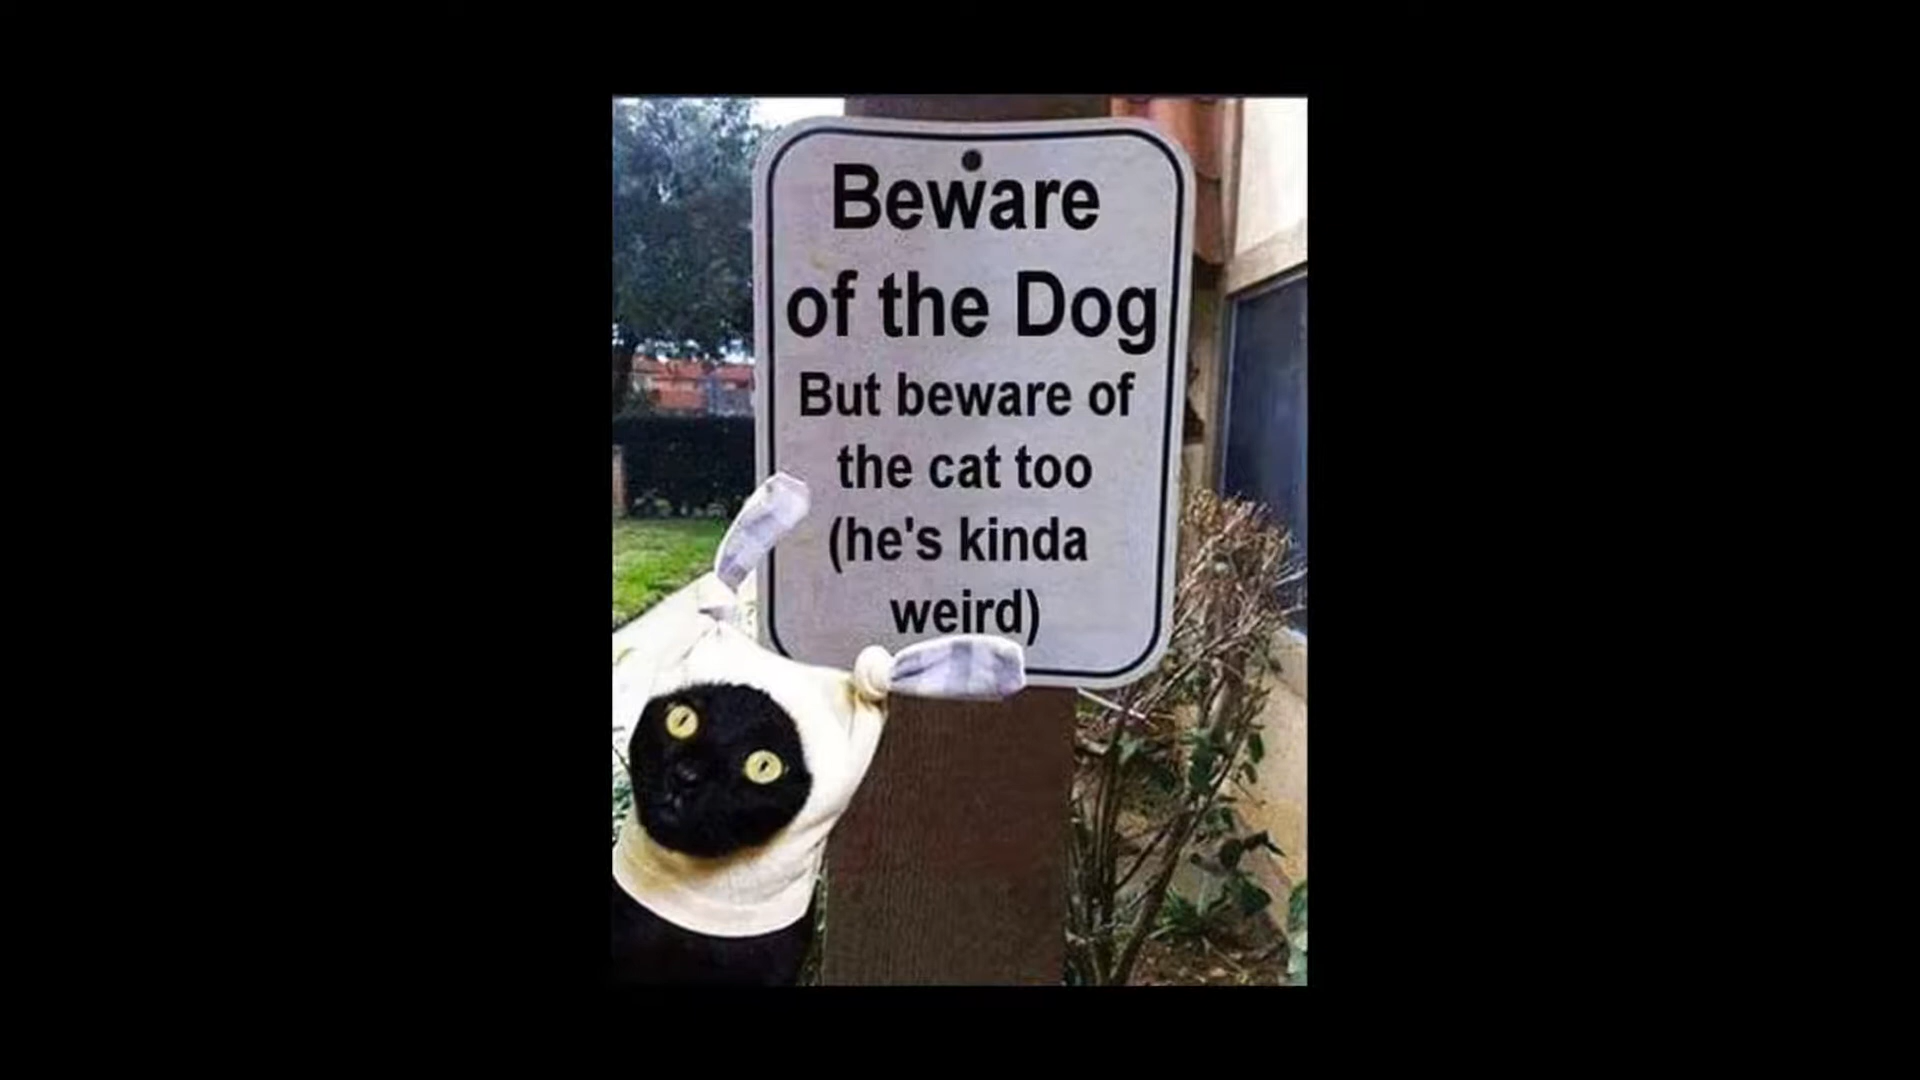 Beware
of the Dog
But beware of
the cat too
(he's kinda
weird)